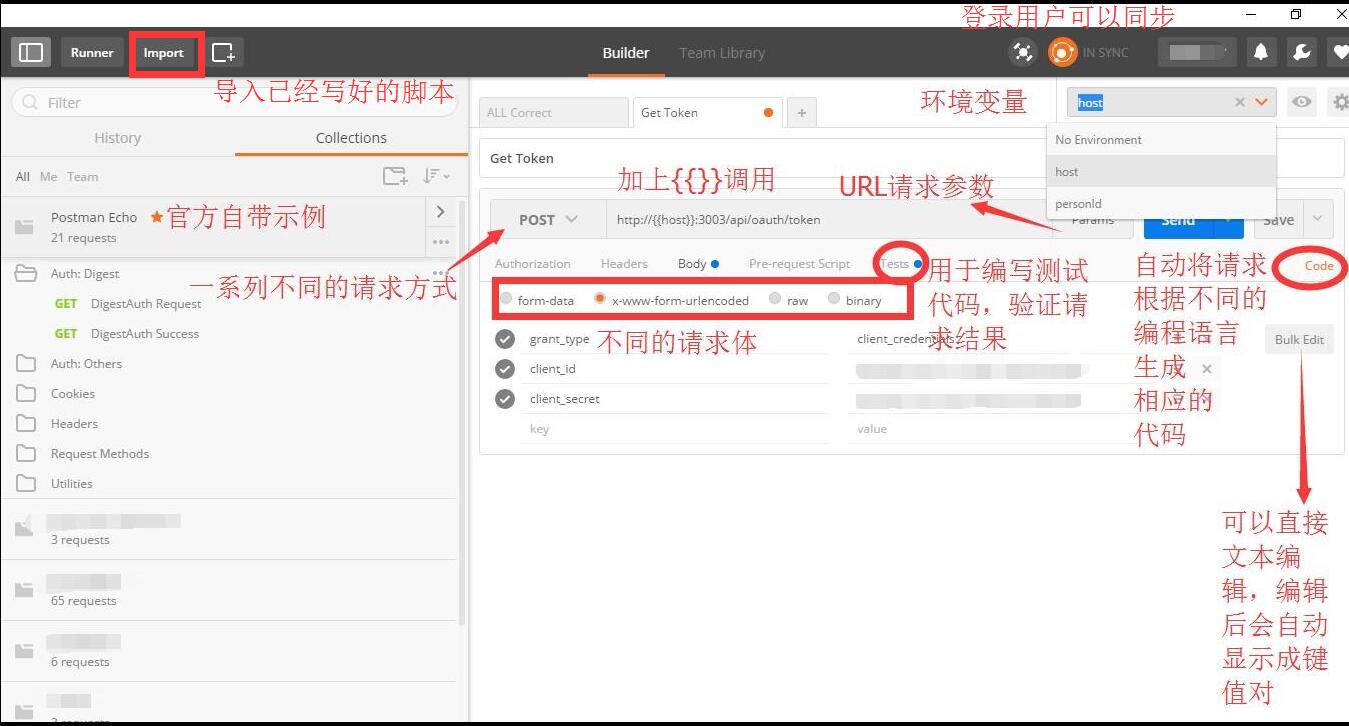 登录用户可以同步
Runner
Import
Builder
Team Library
IN SYNC
导入已经写好的脚本
Filter
History
Collections
All Me Team
Postman Echo
21 requests
官方自带示例
Auth: Digest
GET DigestAuth Request
GET DigestAuth Success
Auth: Others
Cookies
Headers
Request Methods
Utilities
3 requests
65 requests
6 requests
一系列不同的请求方式
ALL Correct
Get Token
+
环境变量
host
No Environment
host
personId
Get Token
加上{{}}调用
URL请求参数
POST
http://{{host}}:3003/api/oauth/token
Params
Send
Save
Authorization
Headers
Body
Pre-request Script
Tests
Code
form-data
x-www-form-urlencoded
raw
binary
不同的请求体
用于编写测试
代码，验证请
求结果
自动将请求
根据不同的
编程语言
生成
相应的
代码
grant_type
client_credentials
Bulk Edit
client_id
client_secret
key
value
可以直接
文本编
辑，编辑
后会自动
显示成键
值对